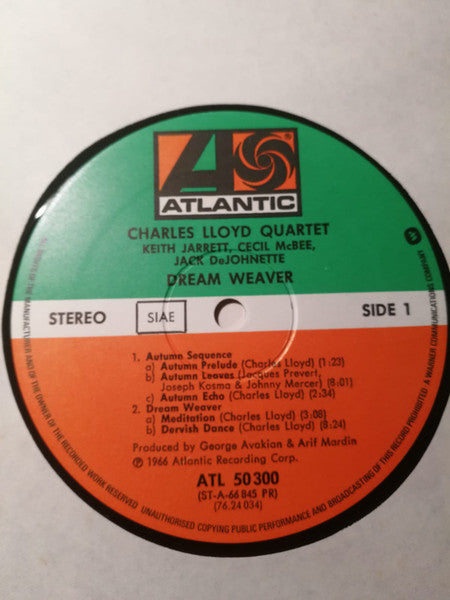 ATLANTIC
CHARLES LLOYD QUARTET
KEITH JARRETT, CECIL McBEE,
JACK DeJOHNETTE
DREAM WEAVER
STEREO SIAE SIDE 1
1. Autumn Sequence
a) Autumn Prelude (Charles Lloyd) (1:23)
b) Autumn Leaves (Jacques Prevert,
Joseph Kosma & Johnny Mercer) (8:01)
c) Autumn Echo (Charles Lloyd) (2:34)
2. Dream Weaver
a) Meditation (Charles Lloyd) (3:08)
b) Dervish Dance (Charles Lloyd) (8:24)
Produced by George Avakian & Arif Mardin
℗ 1966 Atlantic Recording Corp.
ATL 50 300
(ST-A-66 845 PR)
(76.24 034)
ALL RIGHTS OF THE MANUFACTURER AND OF THE OWNER OF THE RECORDED WORK RESERVED UNAUTHORISED COPYING PUBLIC PERFORMANCE AND BROADCASTING OF THIS RECORD PROHIBITED A WARNER COMMUNICATIONS COMPANY